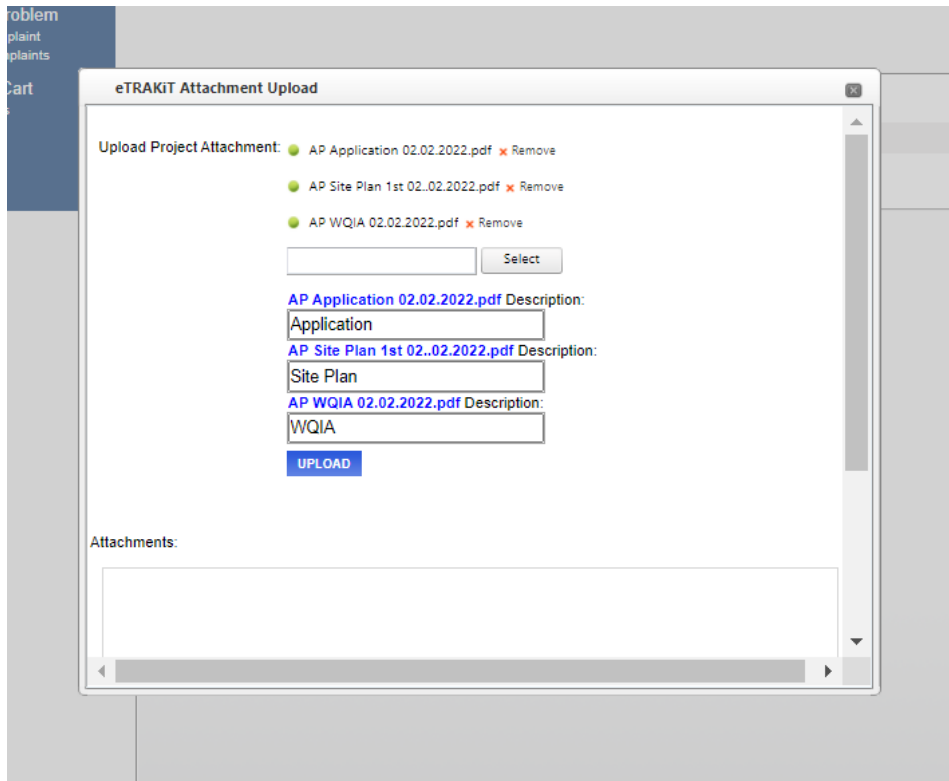 roblem
plaint
plaints
Cart
s
eTRAKiT Attachment Upload
Upload Project Attachment: AP Application 02.02.2022.pdf x Remove
AP Site Plan 1st 02..02.2022.pdf x Remove
AP WQIA 02.02.2022.pdf x Remove
Select
AP Application 02.02.2022.pdf Description:
Application
AP Site Plan 1st 02..02.2022.pdf Description:
Site Plan
AP WQIA 02.02.2022.pdf Description:
WQIA
UPLOAD
Attachments: